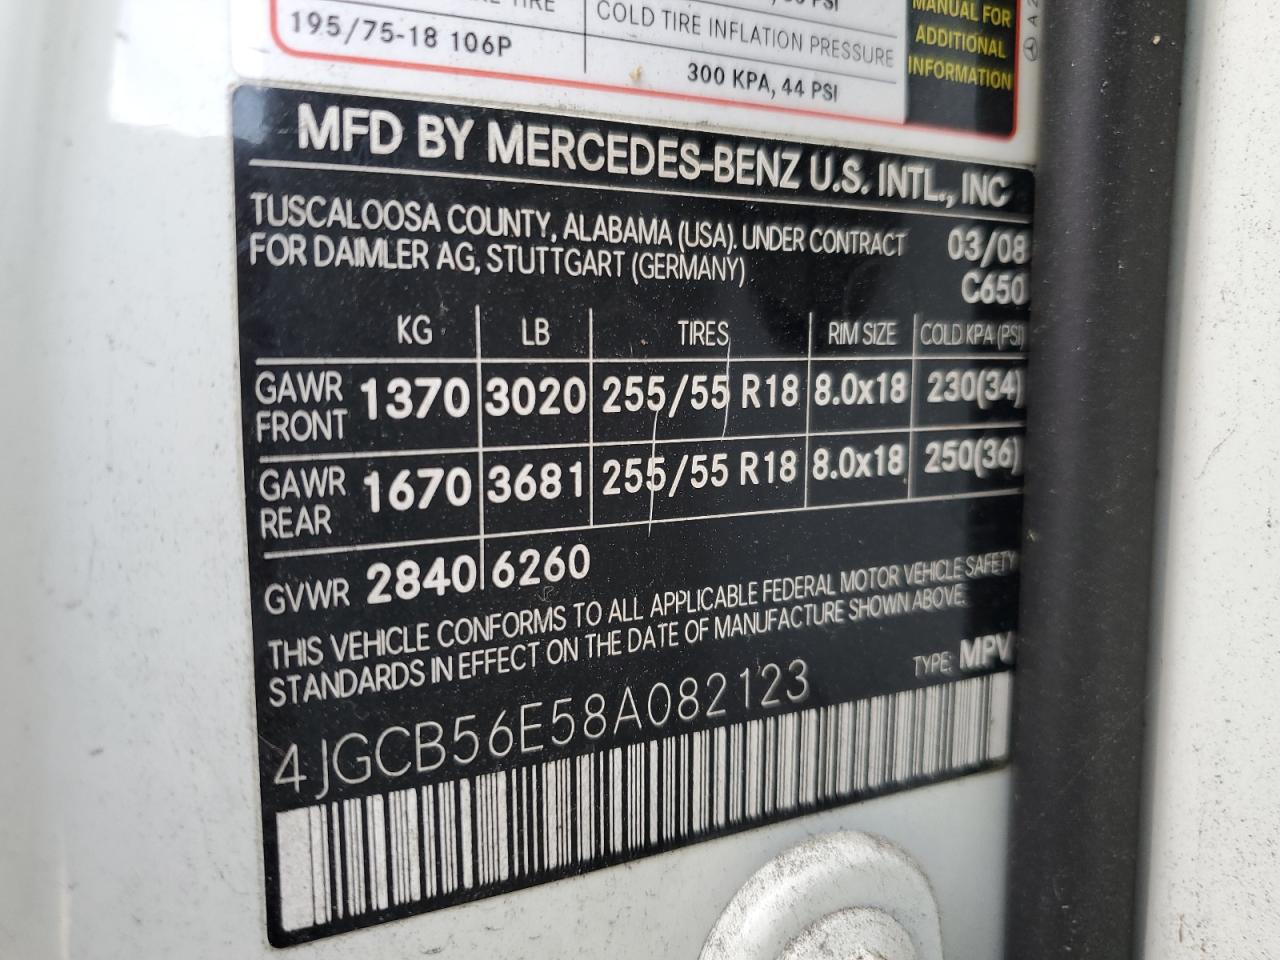 TIRE
195/75-18 106P
PSI
COLD TIRE INFLATION PRESSURE
300 KPA, 44 PSI
MANUAL FOR
ADDITIONAL
INFORMATION
MFD BY MERCEDES-BENZ U.S. INTL., INC
TUSCALOOSA COUNTY, ALABAMA (USA). UNDER CONTRACT 03/08
FOR DAIMLER AG, STUTTGART (GERMANY) C650
KG LB TIRES RIM SIZE COLD KPA (PSI)
GAWR FRONT 1370 3020 255/55 R18 8.0x18 230(34)
GAWR REAR 1670 3681 255/55 R18 8.0x18 250(36)
GVWR 2840 6260
THIS VEHICLE CONFORMS TO ALL APPLICABLE FEDERAL MOTOR VEHICLE SAFETY
STANDARDS IN EFFECT ON THE DATE OF MANUFACTURE SHOWN ABOVE.
TYPE: MPV
4JGCB56E58A082123